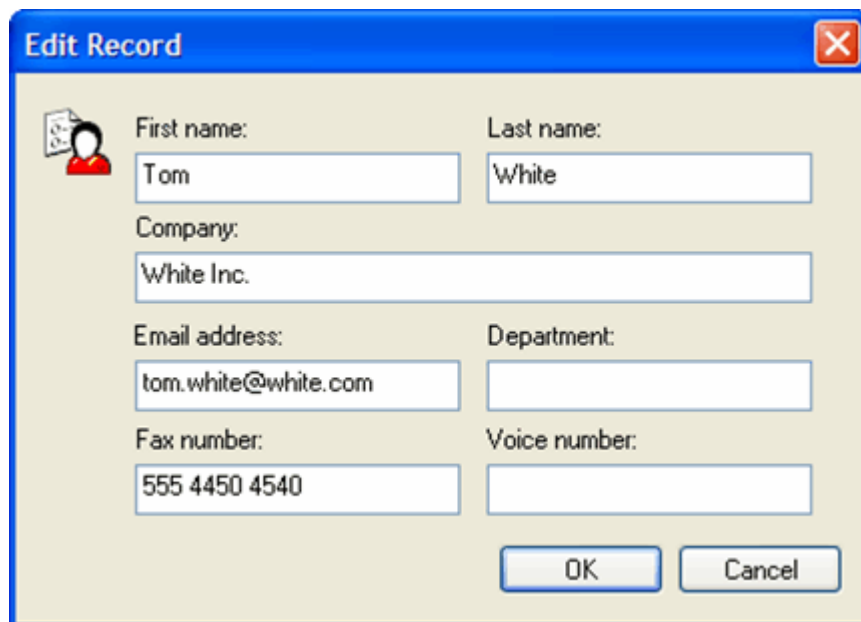 Edit Record
First name: Last name:
Tom White
Company:
White Inc.
Email address: Department:
tom.white@white.com
Fax number: Voice number:
555 4450 4540
OK Cancel